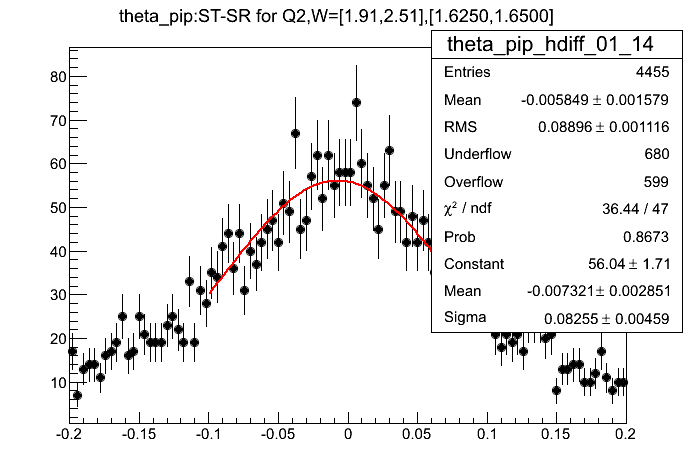 theta_pip:ST-SR for Q2,W=[1.91,2.51],[1.6250,1.6500]
theta_pip_hdiff_01_14
Entries 4455
Mean -0.005849 ± 0.001579
RMS 0.08896 ± 0.001116
Underflow 680
Overflow 599
χ² / ndf 36.44 / 47
Prob 0.8673
Constant 56.04 ± 1.71
Mean -0.007321 ± 0.002851
Sigma 0.08255 ± 0.00459
80
70
60
50
40
30
20
10
-0.2 -0.15 -0.1 -0.05 0 0.05 0.1 0.15 0.2